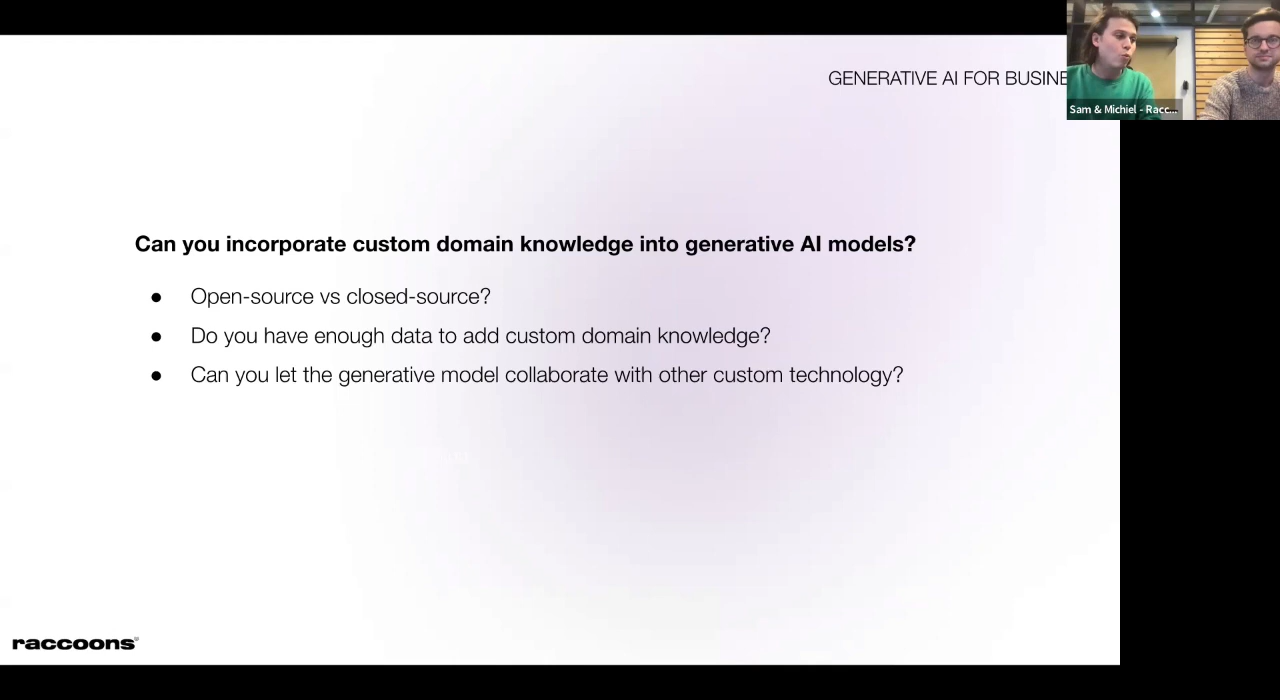 GENERATIVE AI FOR BUSINE
Sam & Michiel - Racc...
Can you incorporate custom domain knowledge into generative AI models?
● Open-source vs closed-source?
● Do you have enough data to add custom domain knowledge?
● Can you let the generative model collaborate with other custom technology?
raccoons®